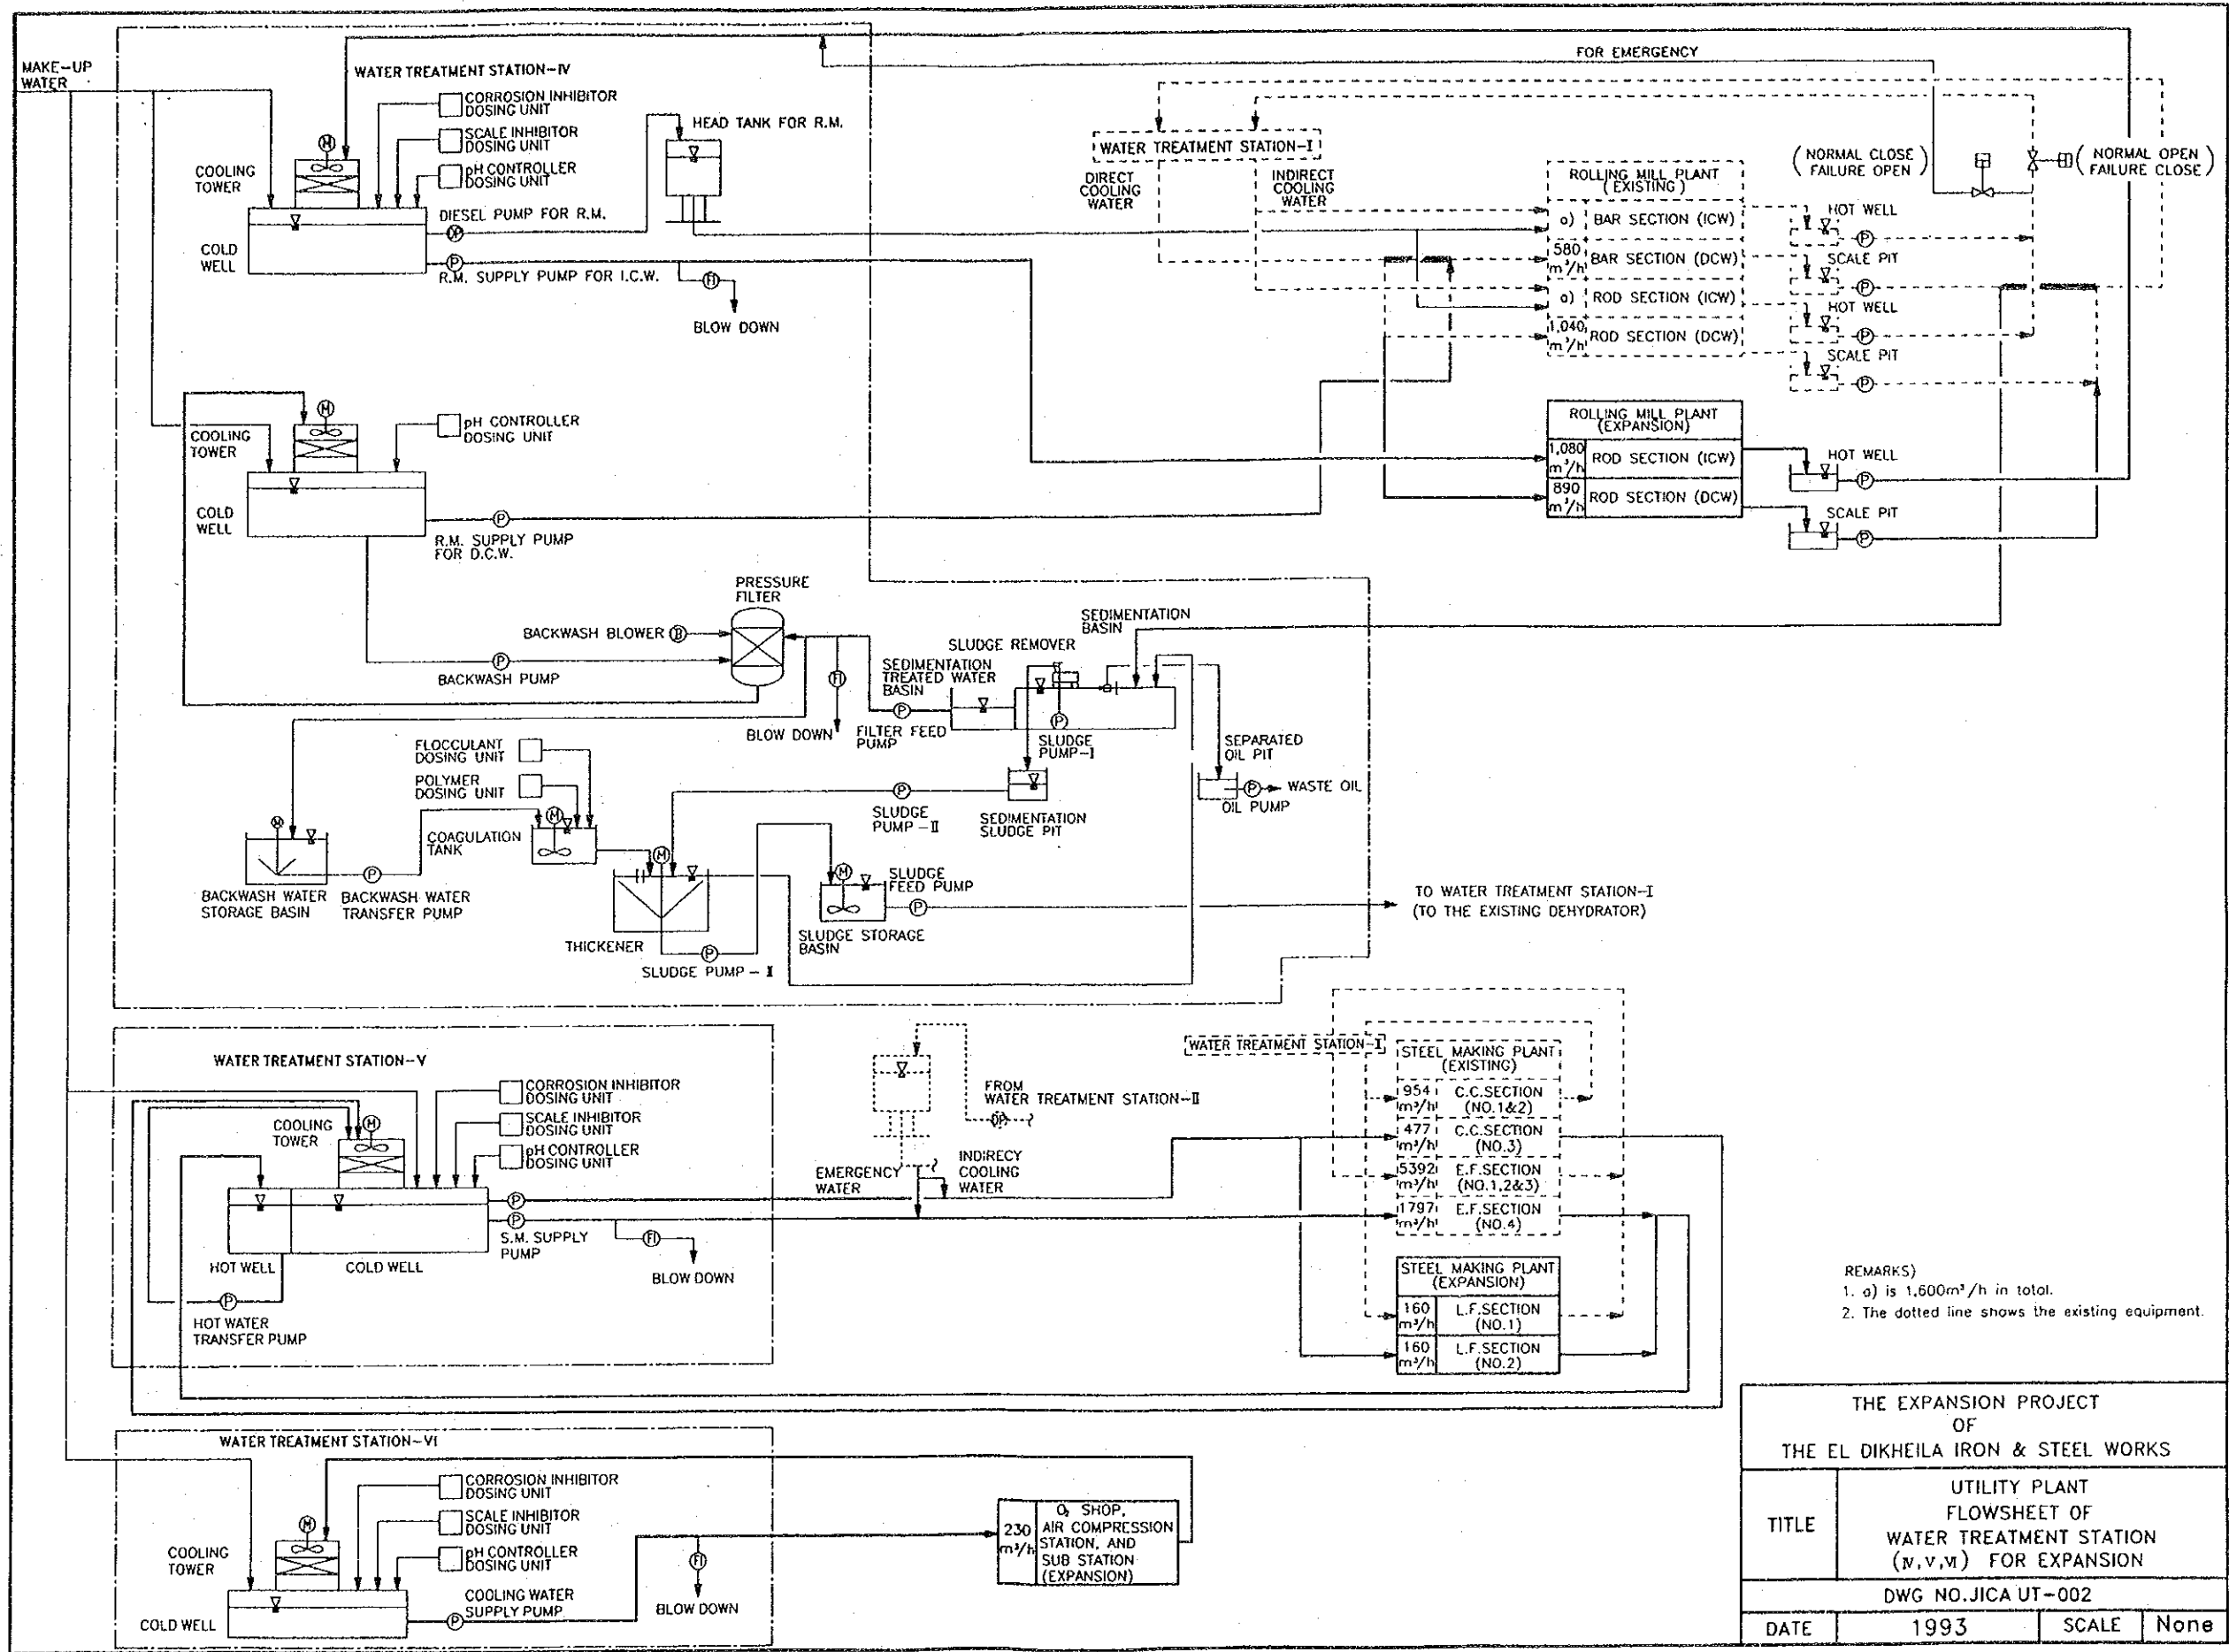 FOR EMERGENCY
MAKE-UP
WATER
WATER TREATMENT STATION-IV
CORROSION INHIBITOR
DOSING UNIT
SCALE INHIBITOR
DOSING UNIT
pH CONTROLLER
DOSING UNIT
M
COOLING
TOWER
HEAD TANK FOR R.M.
DIESEL PUMP FOR R.M.
DP
COLD
WELL
P
R.M. SUPPLY PUMP FOR I.C.W.
FI
BLOW DOWN
WATER TREATMENT STATION-I
DIRECT
COOLING
WATER
INDIRECT
COOLING
WATER
(NORMAL CLOSE
FAILURE OPEN)
(NORMAL OPEN
FAILURE CLOSE)
ROLLING MILL PLANT
(EXISTING)
a) BAR SECTION (ICW)
580
m³/h BAR SECTION (DCW)
a) ROD SECTION (ICW)
1,040
m³/h ROD SECTION (DCW)
HOT WELL
P
SCALE PIT
P
HOT WELL
P
SCALE PIT
P
ROLLING MILL PLANT
(EXPANSION)
1,080
m³/h ROD SECTION (ICW)
890
m³/h ROD SECTION (DCW)
HOT WELL
P
SCALE PIT
P
M
COOLING
TOWER
pH CONTROLLER
DOSING UNIT
COLD
WELL
P
R.M. SUPPLY PUMP
FOR D.C.W.
PRESSURE
FILTER
BACKWASH BLOWER B
P
BACKWASH PUMP
SEDIMENTATION
BASIN
SLUDGE REMOVER
SEDIMENTATION
TREATED WATER
BASIN
FI
BLOW DOWN
P
FILTER FEED
PUMP
P
SLUDGE
PUMP-I
SEPARATED
OIL PIT
P WASTE OIL
OIL PUMP
FLOCCULANT
DOSING UNIT
POLYMER
DOSING UNIT
P
SLUDGE
PUMP-II
SEDIMENTATION
SLUDGE PIT
M
COAGULATION
TANK
M
M
M
P
BACKWASH WATER
STORAGE BASIN
BACKWASH WATER
TRANSFER PUMP
SLUDGE
FEED PUMP
P
TO WATER TREATMENT STATION-I
(TO THE EXISTING DEHYDRATOR)
SLUDGE STORAGE
BASIN
THICKENER
P
SLUDGE PUMP-I
WATER TREATMENT STATION-V
CORROSION INHIBITOR
DOSING UNIT
SCALE INHIBITOR
DOSING UNIT
pH CONTROLLER
DOSING UNIT
M
COOLING
TOWER
P
P
S.M. SUPPLY
PUMP
FI
BLOW DOWN
HOT WELL
COLD WELL
P
HOT WATER
TRANSFER PUMP
FROM
WATER TREATMENT STATION-II
DP
EMERGENCY
WATER
INDIRECY
COOLING
WATER
WATER TREATMENT STATION-I
STEEL MAKING PLANT
(EXISTING)
954
m³/h C.C.SECTION
(NO.1&2)
477
m³/h C.C.SECTION
(NO.3)
5392
m³/h E.F.SECTION
(NO.1,2&3)
1797
m³/h E.F.SECTION
(NO.4)
STEEL MAKING PLANT
(EXPANSION)
160
m³/h L.F.SECTION
(NO.1)
160
m³/h L.F.SECTION
(NO.2)
REMARKS)
1. a) is 1,600m³/h in total.
2. The dotted line shows the existing equipment.
WATER TREATMENT STATION-VI
CORROSION INHIBITOR
DOSING UNIT
SCALE INHIBITOR
DOSING UNIT
pH CONTROLLER
DOSING UNIT
M
COOLING
TOWER
COLD WELL
COOLING WATER
SUPPLY PUMP
P
FI
BLOW DOWN
230
m³/h
O₂ SHOP,
AIR COMPRESSION
STATION, AND
SUB STATION
(EXPANSION)
THE EXPANSION PROJECT
OF
THE EL DIKHEILA IRON & STEEL WORKS
TITLE
UTILITY PLANT
FLOWSHEET OF
WATER TREATMENT STATION
(IV,V,VI) FOR EXPANSION
DWG NO.JICA UT-002
DATE 1993 SCALE None